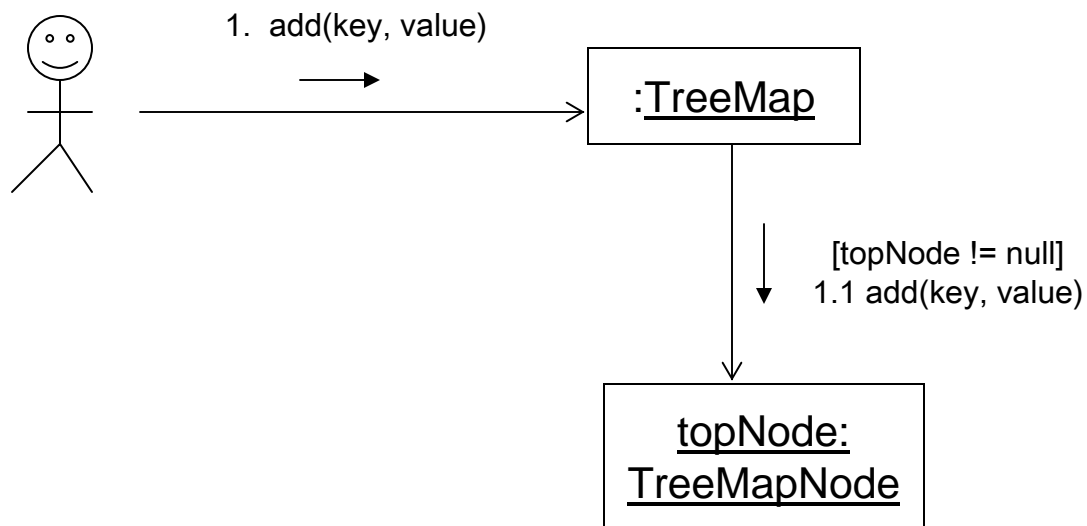 1. add(key, value)
:TreeMap
[topNode != null]
1.1 add(key, value)
topNode:
TreeMapNode